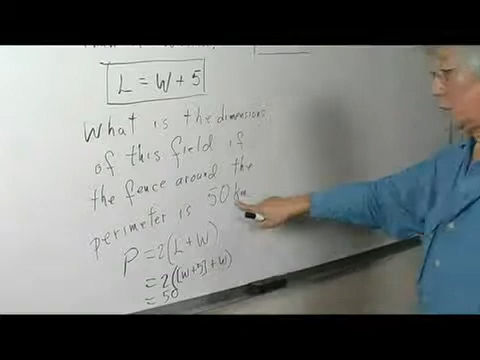 L = W + 5
What is the dimensions
of this field if
the fence around the
perimeter is 50 km
P = 2(L + W)
= 2([W+5] + W)
= 50